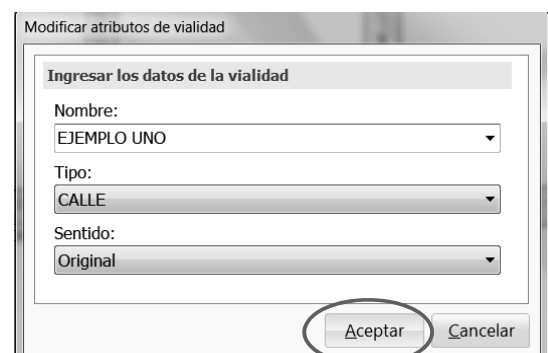 Modificar atributos de vialidad
Ingresar los datos de la vialidad
Nombre:
EJEMPLO UNO
Tipo:
CALLE
Sentido:
Original
Aceptar Cancelar